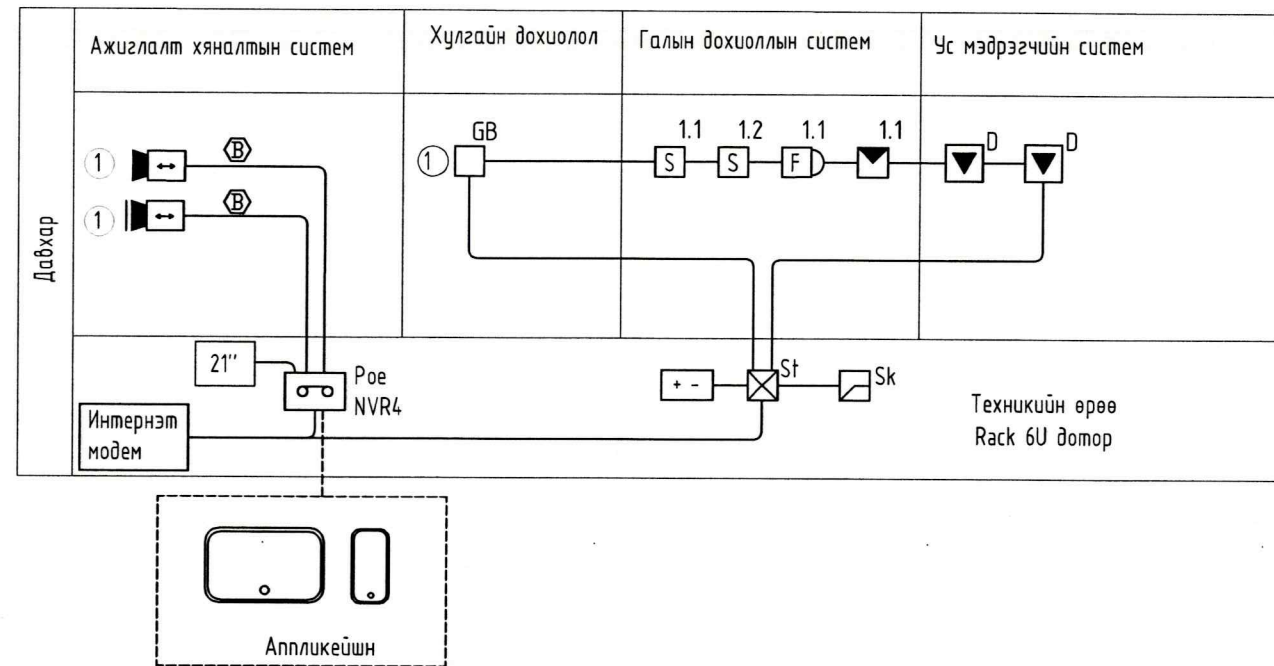 Ажиглалт хяналтын систем
Хулгайн дохиолол
Галын дохиоллын систем
Ус мэдрэгчийн систем
Давхар
1
B
1
B
GB
1
1.1
1.2
1.1
1.1
S
S
F
D
D
21"
Poe
NVR4
+ -
St
Sk
Интернэт
модем
Техникийн өрөө
Rack 6U дотор
Аппликейшн